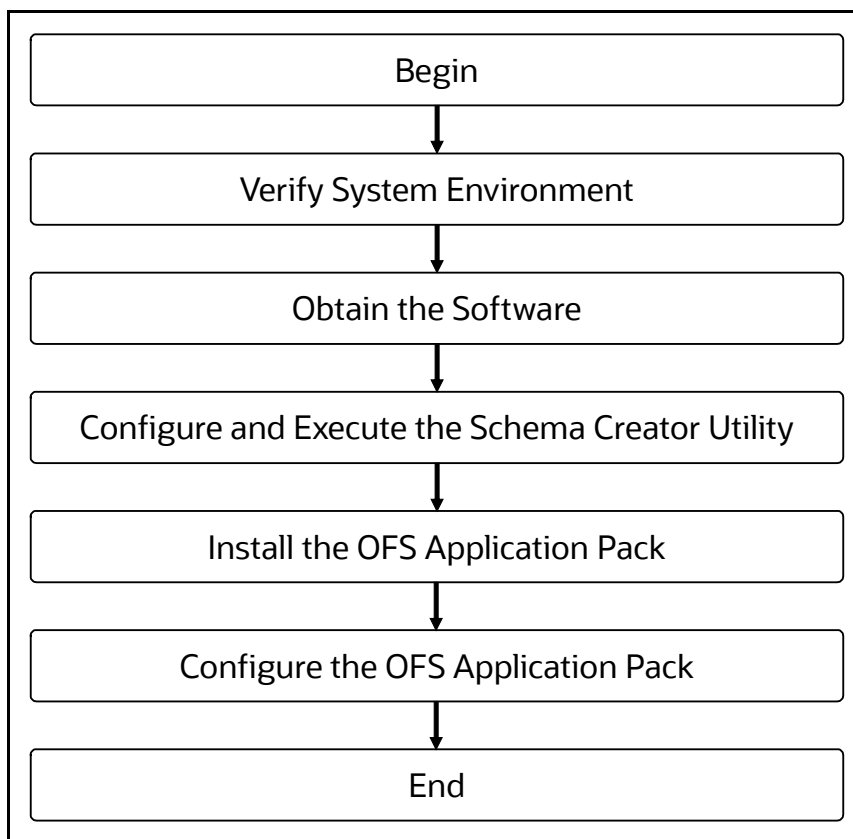 Begin
Verify System Environment
Obtain the Software
Configure and Execute the Schema Creator Utility
Install the OFS Application Pack
Configure the OFS Application Pack
End